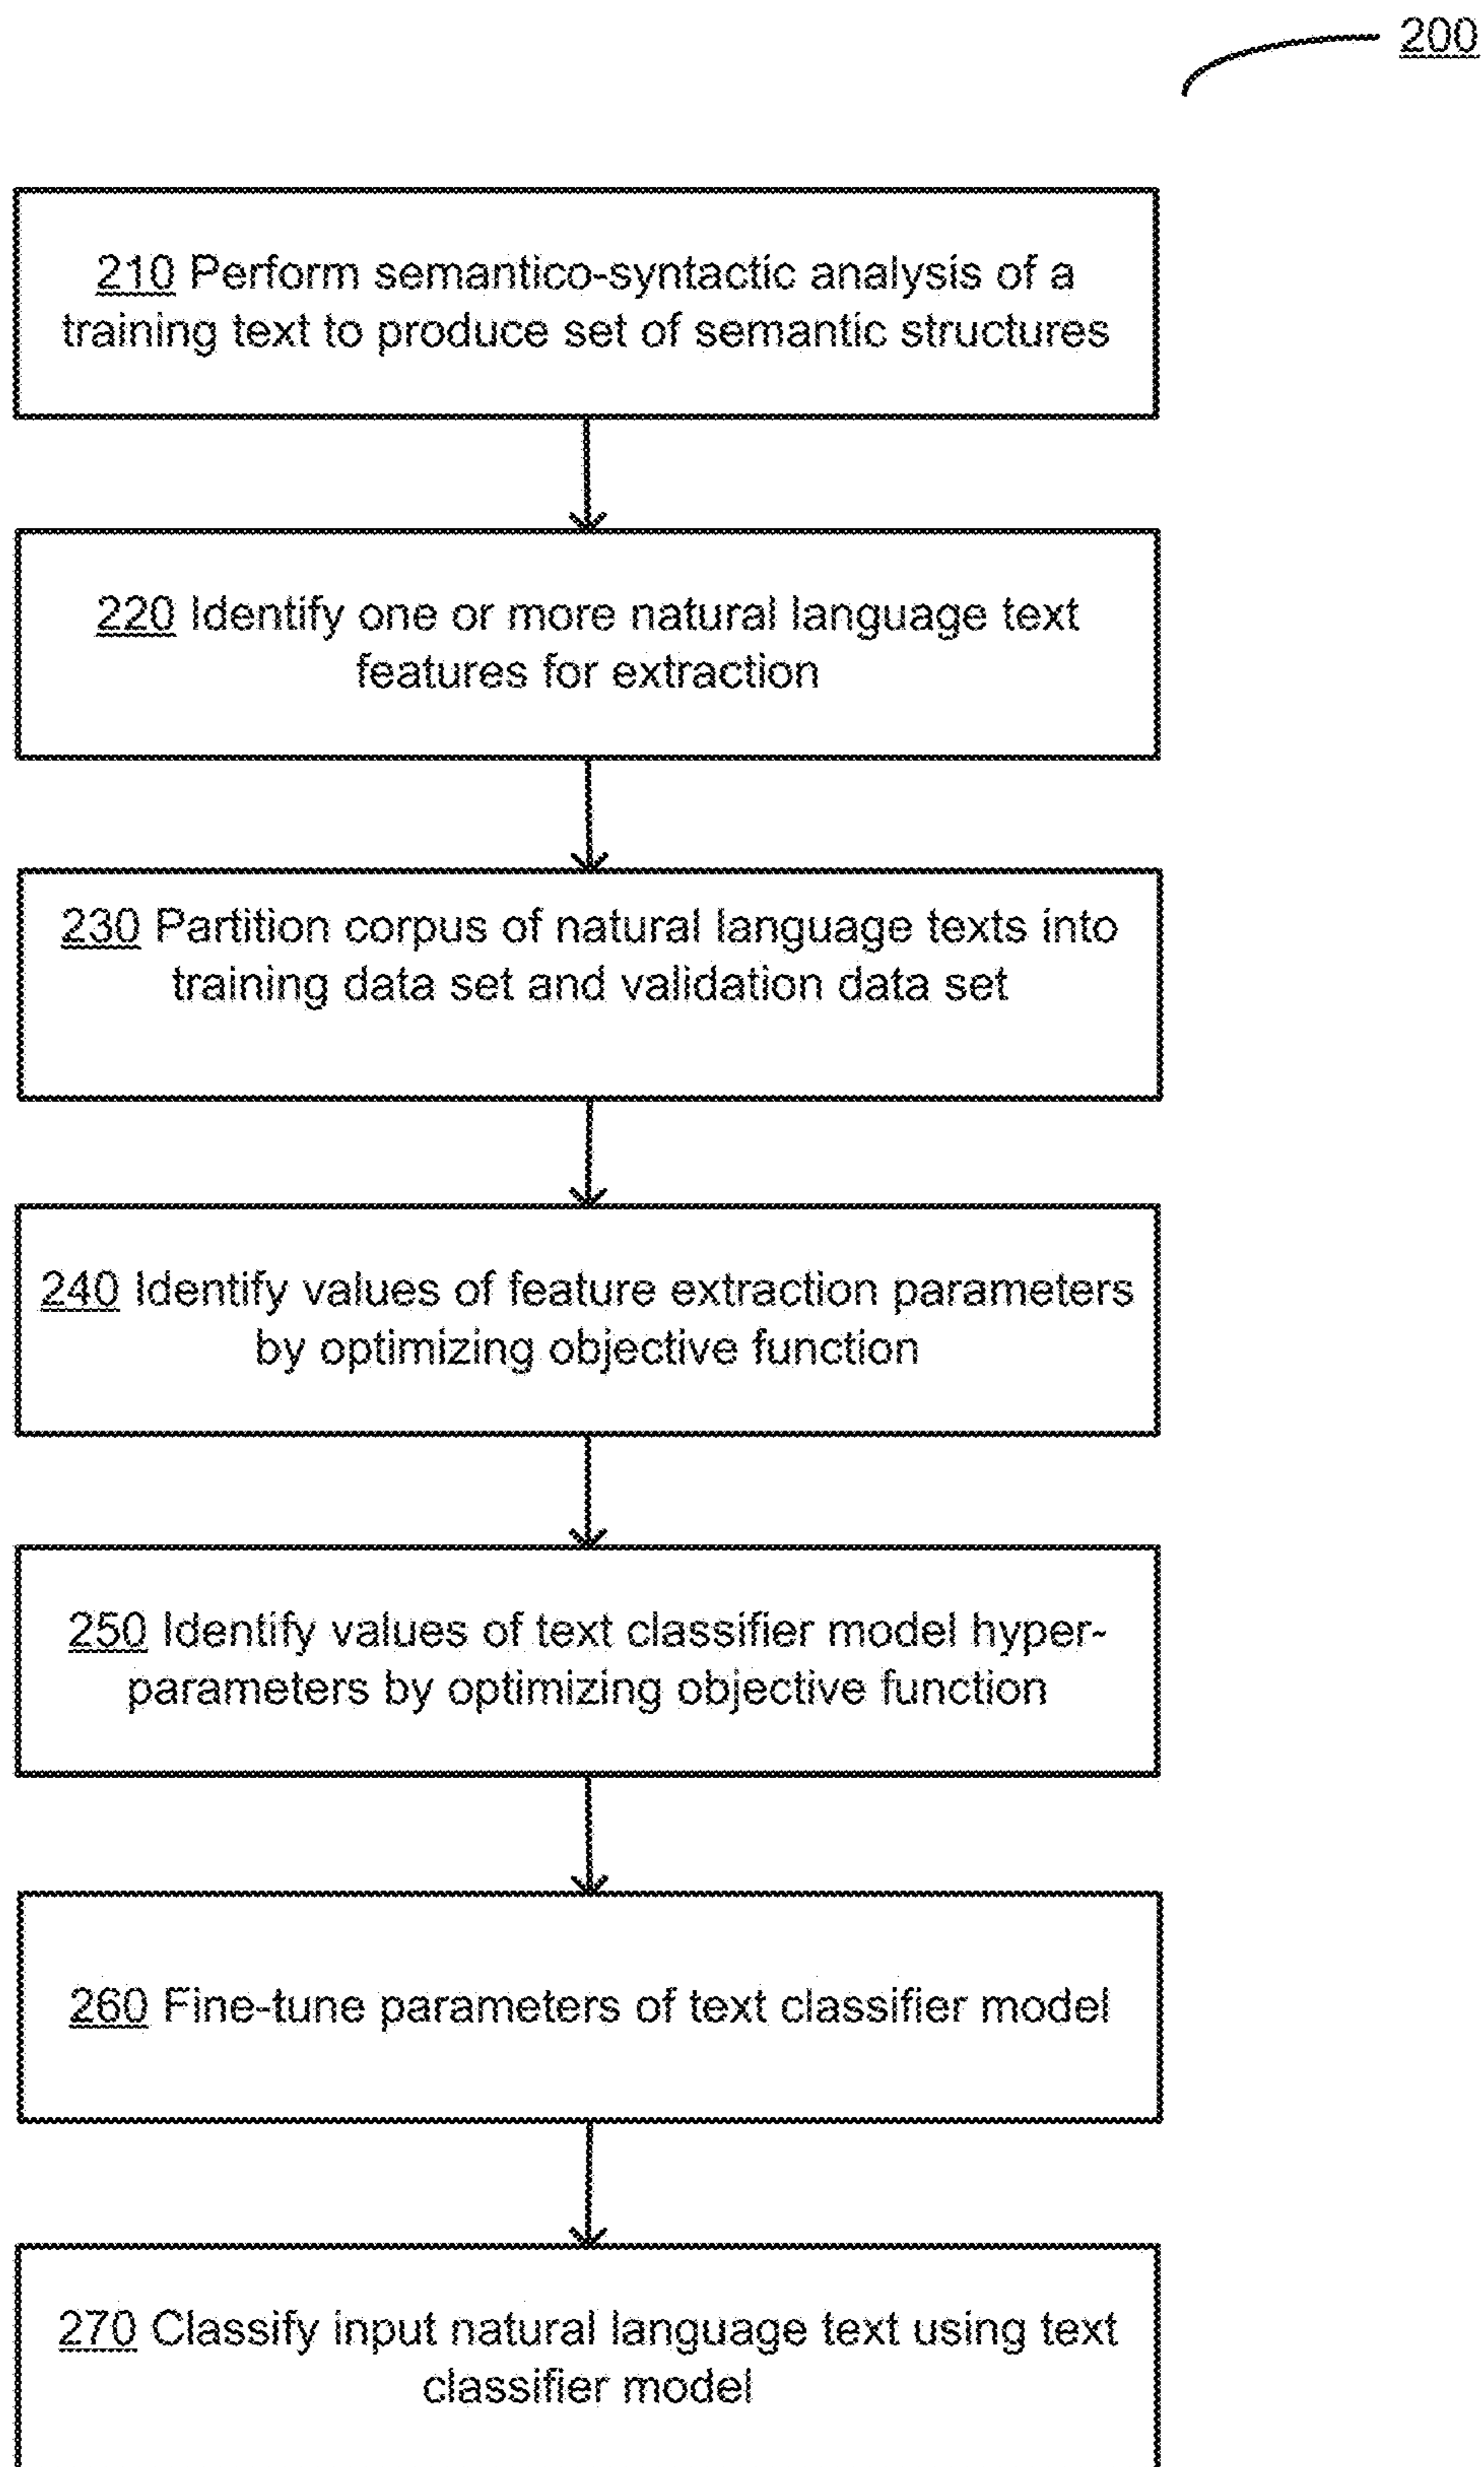 200
210 Perform semantico-syntactic analysis of a
training text to produce set of semantic structures
220 Identify one or more natural language text
features for extraction
230 Partition corpus of natural language texts into
training data set and validation data set
240 Identify values of feature extraction parameters
by optimizing objective function
250 Identify values of text classifier model hyper-
parameters by optimizing objective function
260 Fine-tune parameters of text classifier model
270 Classify input natural language text using text
classifier model